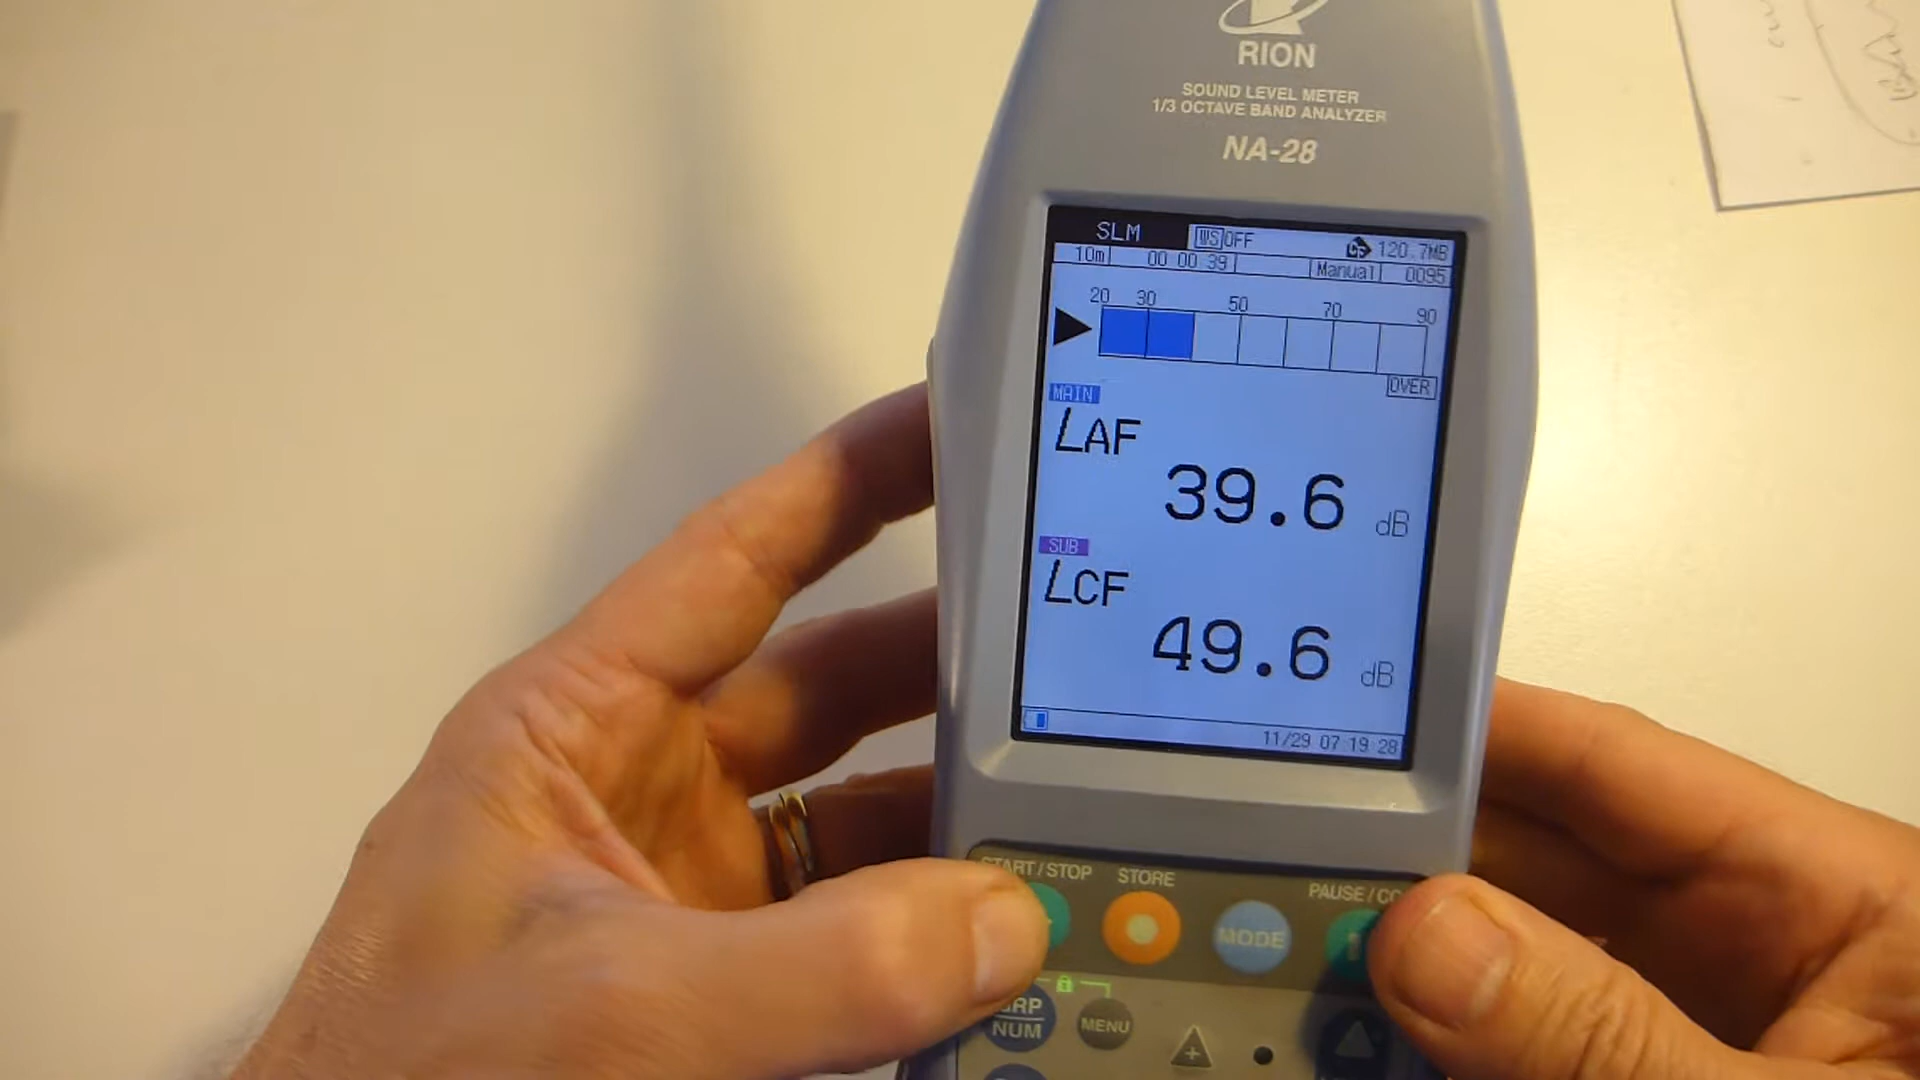 RION
SOUND LEVEL METER
1/3 OCTAVE BAND ANALYZER
NA-28
SLM WS OFF 120.7MB
10m 00 00 39 Manual 0095
20 30 50 70 90
OVER
MAIN
LAF
39.6 dB
SUB
LCF
49.6 dB
11/29 07 19 28
START/STOP STORE PAUSE/CO
MODE
NUM MENU